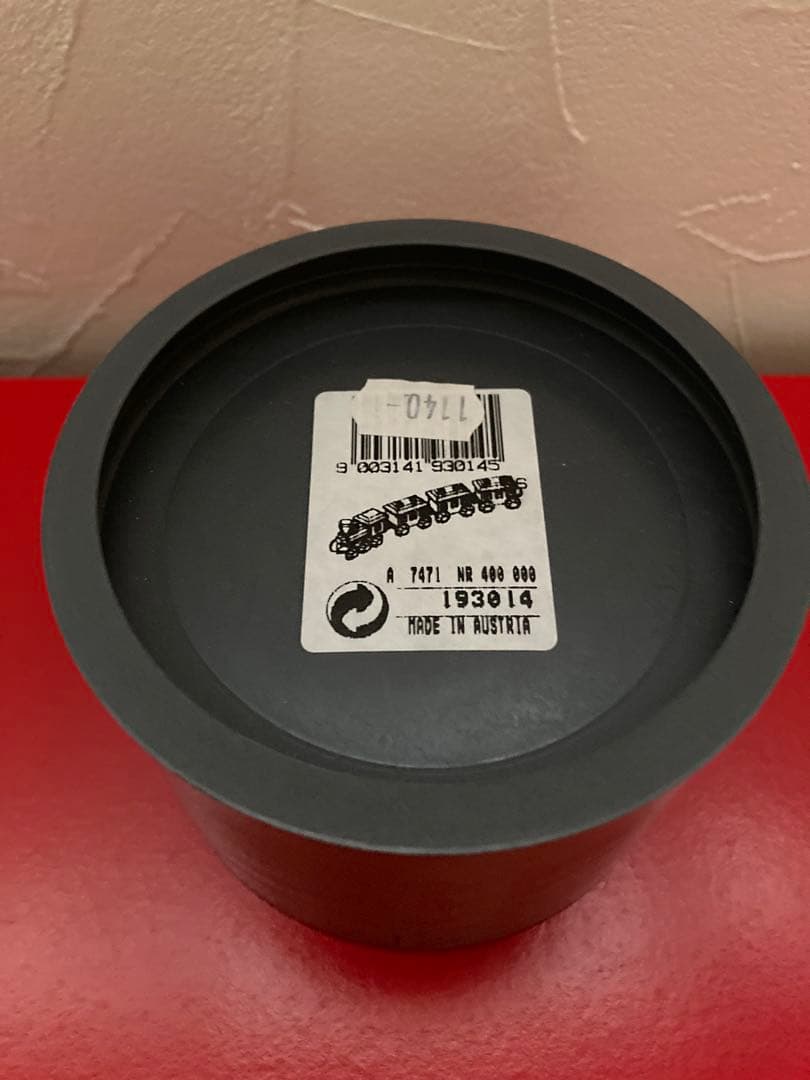 1140-
9 003141 930145
S
A 7471 NR 400 000
193014
MADE IN AUSTRIA